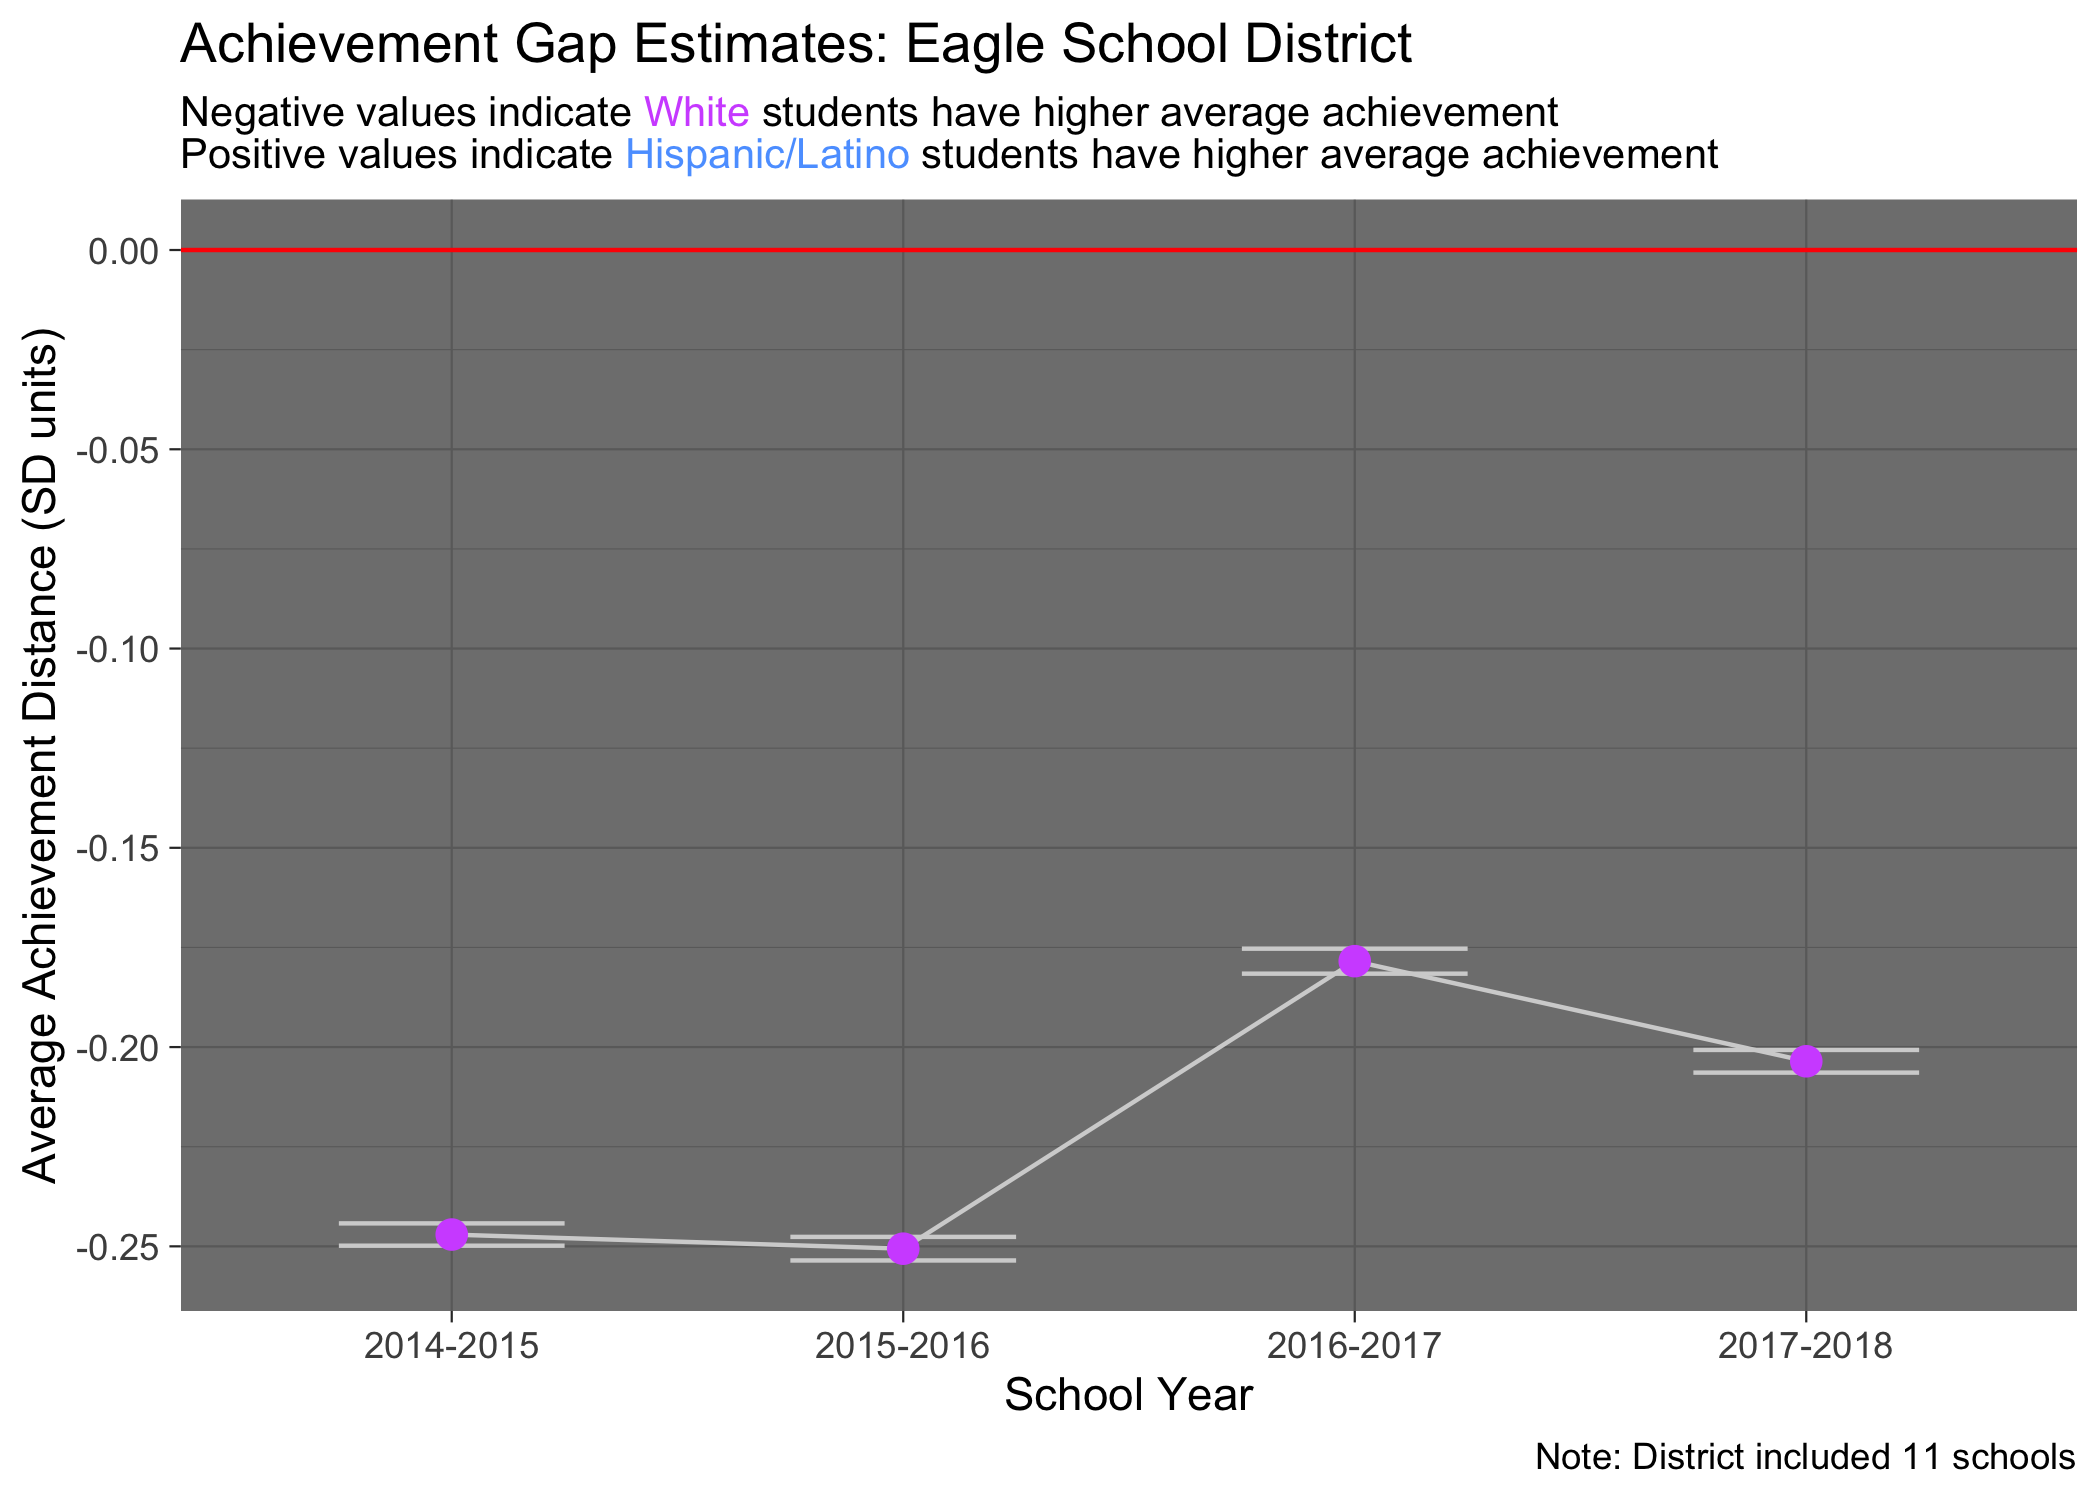 Achievement Gap Estimates: Eagle School District
Negative values indicate White students have higher average achievement
Positive values indicate Hispanic/Latino students have higher average achievement
Average Achievement Distance (SD units)
0.00
-0.05
-0.10
-0.15
-0.20
-0.25
2014-2015 2015-2016 2016-2017 2017-2018
School Year
Note: District included 11 schools